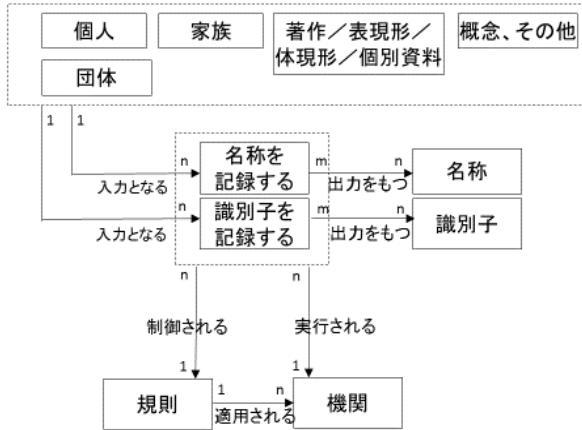 個人
家族
著作／表現形／
体現形／個別資料
概念、その他
団体
1
1
n
名称を
記録する
m
n
名称
入力となる
出力をもつ
n
識別子を
記録する
m
n
識別子
入力となる
出力をもつ
n
n
制御される
実行される
1
1
規則
1
n
機関
適用される